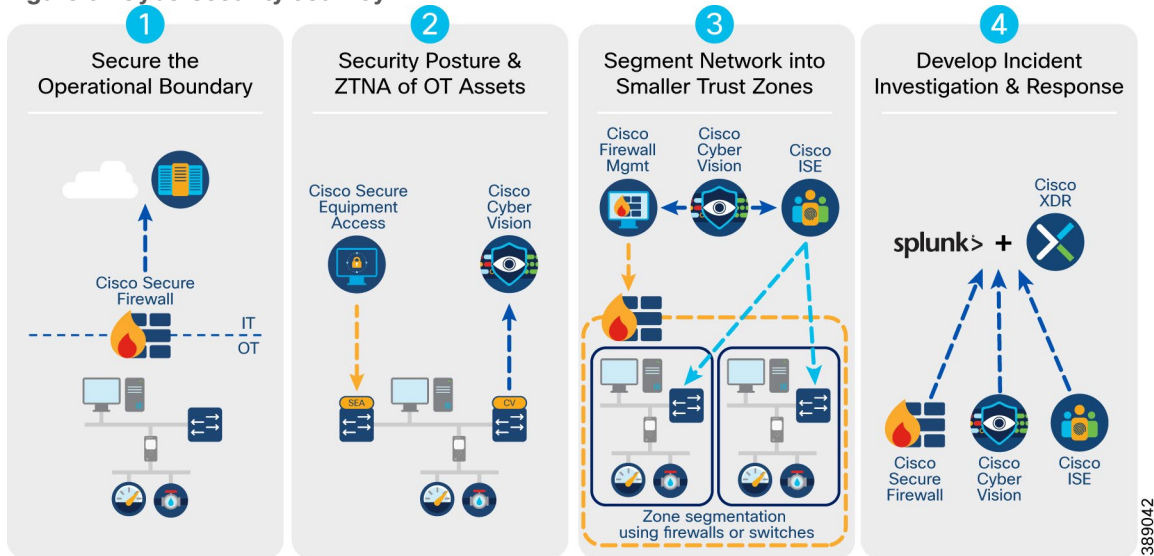 1
Secure the
Operational Boundary
Cisco Secure
Firewall
IT
OT
2
Security Posture &
ZTNA of OT Assets
Cisco Secure
Equipment
Access
Cisco
Cyber
Vision
SEA
CV
3
Segment Network into
Smaller Trust Zones
Cisco
Firewall
Mgmt
Cisco
Cyber
Vision
Cisco
ISE
Zone segmentation
using firewalls or switches
4
Develop Incident
Investigation & Response
Cisco
XDR
splunk> +
Cisco
Secure
Firewall
Cisco
Cyber
Vision
Cisco
ISE
389042